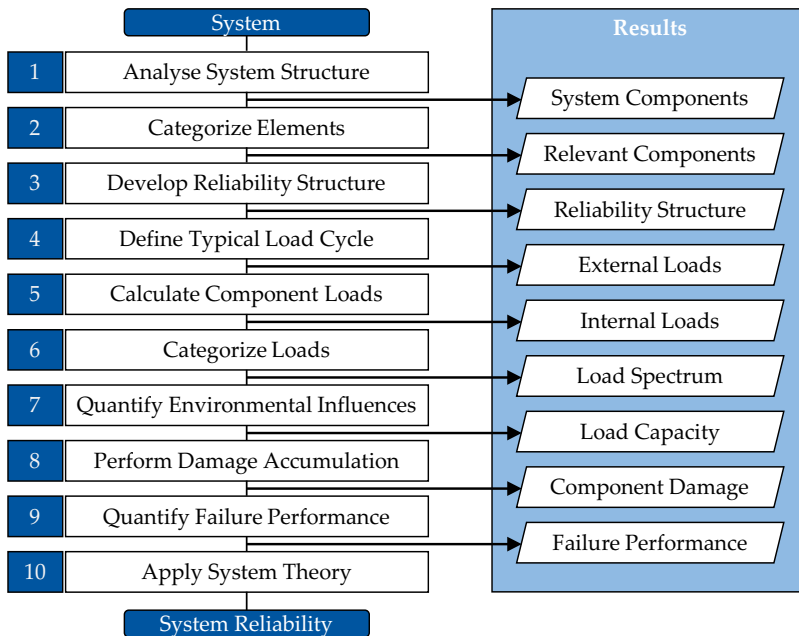 System
Results
1
Analyse System Structure
System Components
2
Categorize Elements
Relevant Components
3
Develop Reliability Structure
Reliability Structure
4
Define Typical Load Cycle
External Loads
5
Calculate Component Loads
Internal Loads
6
Categorize Loads
Load Spectrum
7
Quantify Environmental Influences
Load Capacity
8
Perform Damage Accumulation
Component Damage
9
Quantify Failure Performance
Failure Performance
10
Apply System Theory
System Reliability